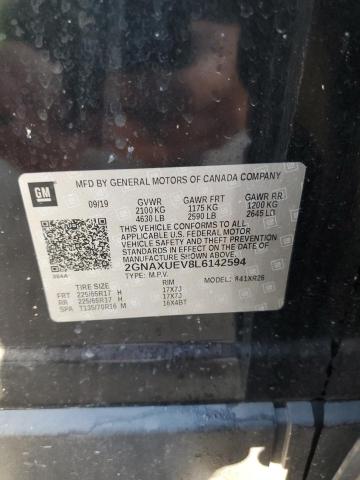 GM
MFD BY GENERAL MOTORS OF CANADA COMPANY
09/19 GVWR GAWR FRT GAWR RR
2100 KG 1175 KG 1200 KG
4630 LB 2590 LB 2645 LB
THIS VEHICLE CONFORMS TO ALL
APPLICABLE U.S. FEDERAL MOTOR
VEHICLE SAFETY AND THEFT
PREVENTION STANDARDS IN
EFFECT ON THE DATE OF
MANUFACTURE SHOWN ABOVE.
2GNAXUEV8L6142594
TYPE: M.P.V. MODEL: R41XR26
TIRE SIZE RIM
FRT 225/65R17 H 17X7J
RR 225/65R17 H 17X7J
SPA T135/70R16 M 16X4BT